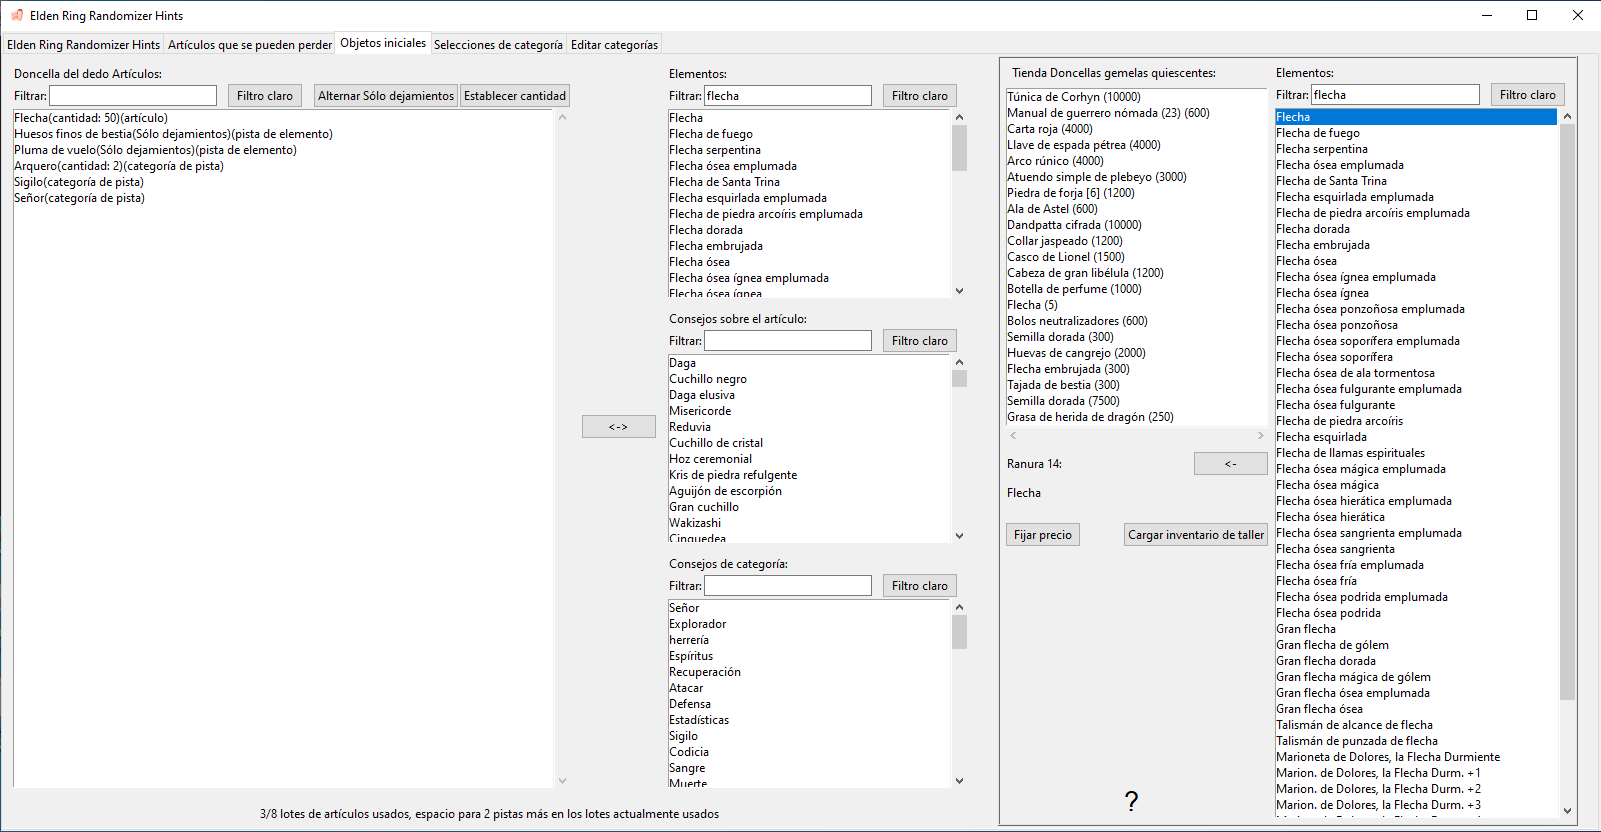 Elden Ring Randomizer Hints
Elden Ring Randomizer Hints Artículos que se pueden perder Objetos iniciales Selecciones de categoría Editar categorías
Doncella del dedo Artículos:
Filtrar: Filtro claro Alternar Sólo dejamientos Establecer cantidad
Flecha(cantidad: 50)(artículo)
Huesos finos de bestia(Sólo dejamientos)(pista de elemento)
Pluma de vuelo(Sólo dejamientos)(pista de elemento)
Arquero(cantidad: 2)(categoría de pista)
Sigilo(categoría de pista)
Señor(categoría de pista)
<->
3/8 lotes de artículos usados, espacio para 2 pistas más en los lotes actualmente usados
Elementos:
Filtrar: flecha Filtro claro
Flecha
Flecha de fuego
Flecha serpentina
Flecha ósea emplumada
Flecha de Santa Trina
Flecha esquirlada emplumada
Flecha de piedra arcoíris emplumada
Flecha dorada
Flecha embrujada
Flecha ósea
Flecha ósea ígnea emplumada
Flecha ósea ígnea
Consejos sobre el artículo:
Filtrar: Filtro claro
Daga
Cuchillo negro
Daga elusiva
Misericorde
Reduvia
Cuchillo de cristal
Hoz ceremonial
Kris de piedra refulgente
Aguijón de escorpión
Gran cuchillo
Wakizashi
Cinquedea
Consejos de categoría:
Filtrar: Filtro claro
Señor
Explorador
herrería
Espíritus
Recuperación
Atacar
Defensa
Estadísticas
Sigilo
Codicia
Sangre
Muerte
Tienda Doncellas gemelas quiescentes:
Túnica de Corhyn (10000)
Manual de guerrero nómada (23) (600)
Carta roja (4000)
Llave de espada pétrea (4000)
Arco rúnico (4000)
Atuendo simple de plebeyo (3000)
Piedra de forja [6] (1200)
Ala de Astel (600)
Dandpatta cifrada (10000)
Collar jaspeado (1200)
Casco de Lionel (1500)
Cabeza de gran libélula (1200)
Botella de perfume (1000)
Flecha (5)
Bolos neutralizadores (600)
Semilla dorada (300)
Huevas de cangrejo (2000)
Flecha embrujada (300)
Tajada de bestia (300)
Semilla dorada (7500)
Grasa de herida de dragón (250)
Ranura 14: <-
Flecha
Fijar precio Cargar inventario de taller
?
Elementos:
Filtrar: flecha Filtro claro
Flecha
Flecha de fuego
Flecha serpentina
Flecha ósea emplumada
Flecha de Santa Trina
Flecha esquirlada emplumada
Flecha de piedra arcoíris emplumada
Flecha dorada
Flecha embrujada
Flecha ósea
Flecha ósea ígnea emplumada
Flecha ósea ígnea
Flecha ósea ponzoñosa emplumada
Flecha ósea ponzoñosa
Flecha ósea soporífera emplumada
Flecha ósea soporífera
Flecha ósea de ala tormentosa
Flecha ósea fulgurante emplumada
Flecha ósea fulgurante
Flecha de piedra arcoíris
Flecha esquirlada
Flecha de llamas espirituales
Flecha ósea mágica emplumada
Flecha ósea mágica
Flecha ósea hierática emplumada
Flecha ósea hierática
Flecha ósea sangrienta emplumada
Flecha ósea sangrienta
Flecha ósea fría emplumada
Flecha ósea fría
Flecha ósea podrida emplumada
Flecha ósea podrida
Gran flecha
Gran flecha de gólem
Gran flecha dorada
Gran flecha mágica de gólem
Gran flecha ósea emplumada
Gran flecha ósea
Talismán de alcance de flecha
Talismán de punzada de flecha
Marioneta de Dolores, la Flecha Durmiente
Marion. de Dolores, la Flecha Durm. +1
Marion. de Dolores, la Flecha Durm. +2
Marion. de Dolores, la Flecha Durm. +3